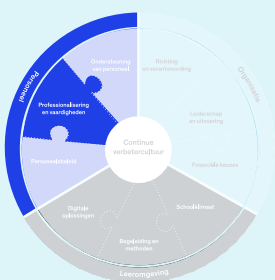 Personeel
Ondersteuning
van personeel
Professionalisering
en vaardigheden
Personeelsbeleid
Richting
en verantwoording
Organisatie
Leiderschap
en uitvoering
Financiële keuzes
Continue
verbetercultuur
Digitale
oplossingen
Begeleiding en
methoden
Schoolklimaat
Leeromgeving